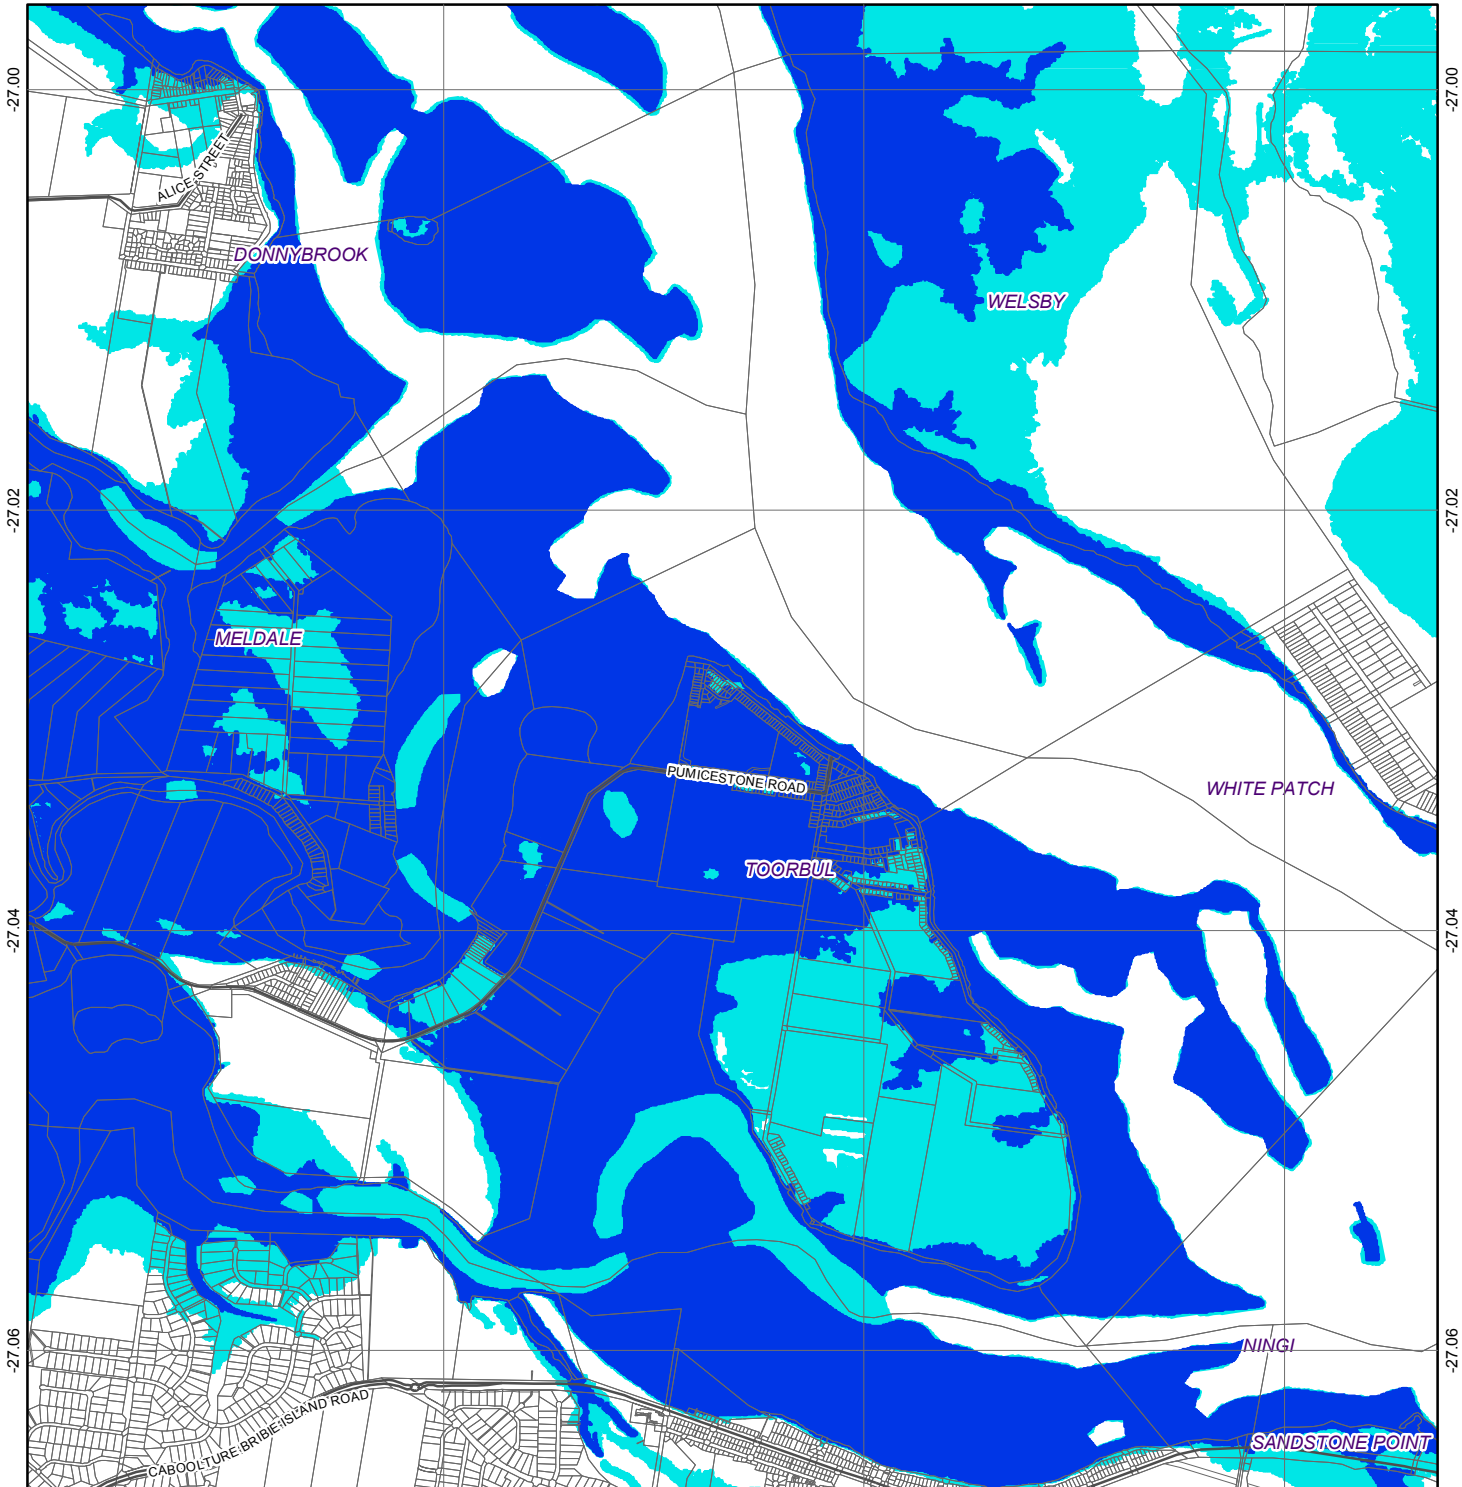 -27.00
-27.00
ALICE STREET
DONNYBROOK
WELSBY
-27.02
-27.02
MELDALE
PUMICESTONE ROAD
WHITE PATCH
TOORBUL
-27.04
-27.04
-27.06
-27.06
NINGI
CABOOLTURE BRIBIE ISLAND ROAD
SANDSTONE POINT